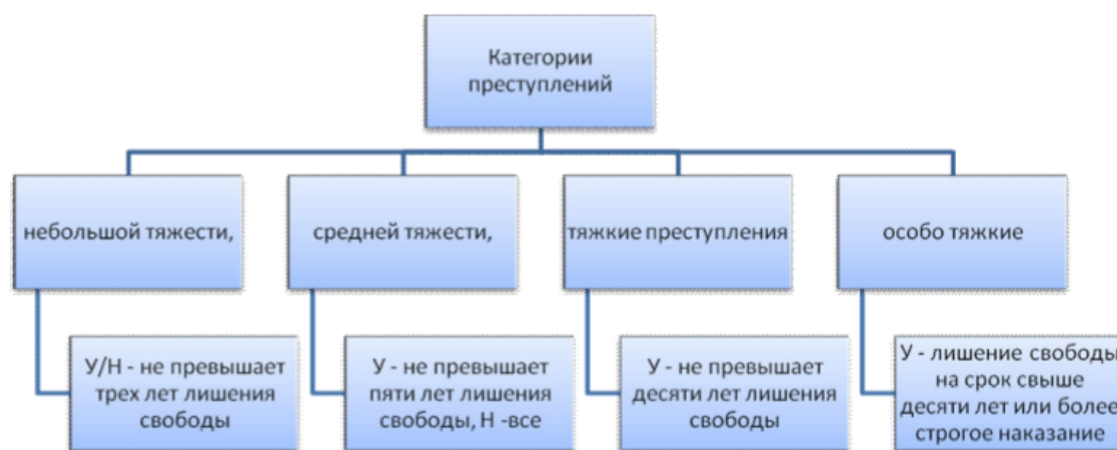 Категории
преступлений
небольшой тяжести,
средней тяжести,
тяжкие преступления
особо тяжкие
У/Н - не превышает
трех лет лишения
свободы
У - не превышает
пяти лет лишения
свободы, Н -все
У - не превышает
десяти лет лишения
свободы
У - лишение свободы
на срок свыше
десяти лет или более
строгое наказание